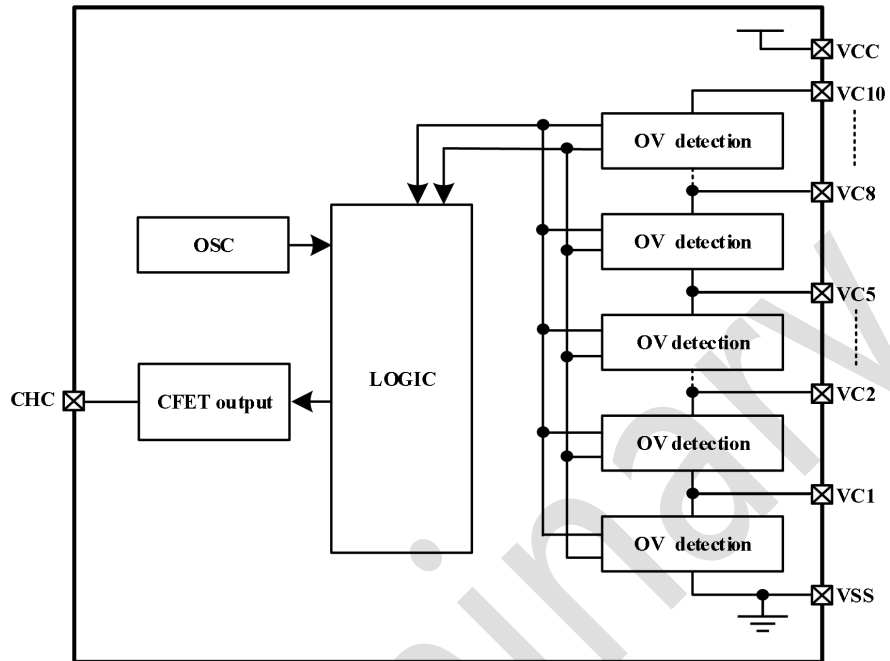 VCC
VC10
OV detection
VC8
OSC
OV detection
VC5
OV detection
LOGIC
CHC
CFET output
VC2
OV detection
VC1
OV detection
VSS